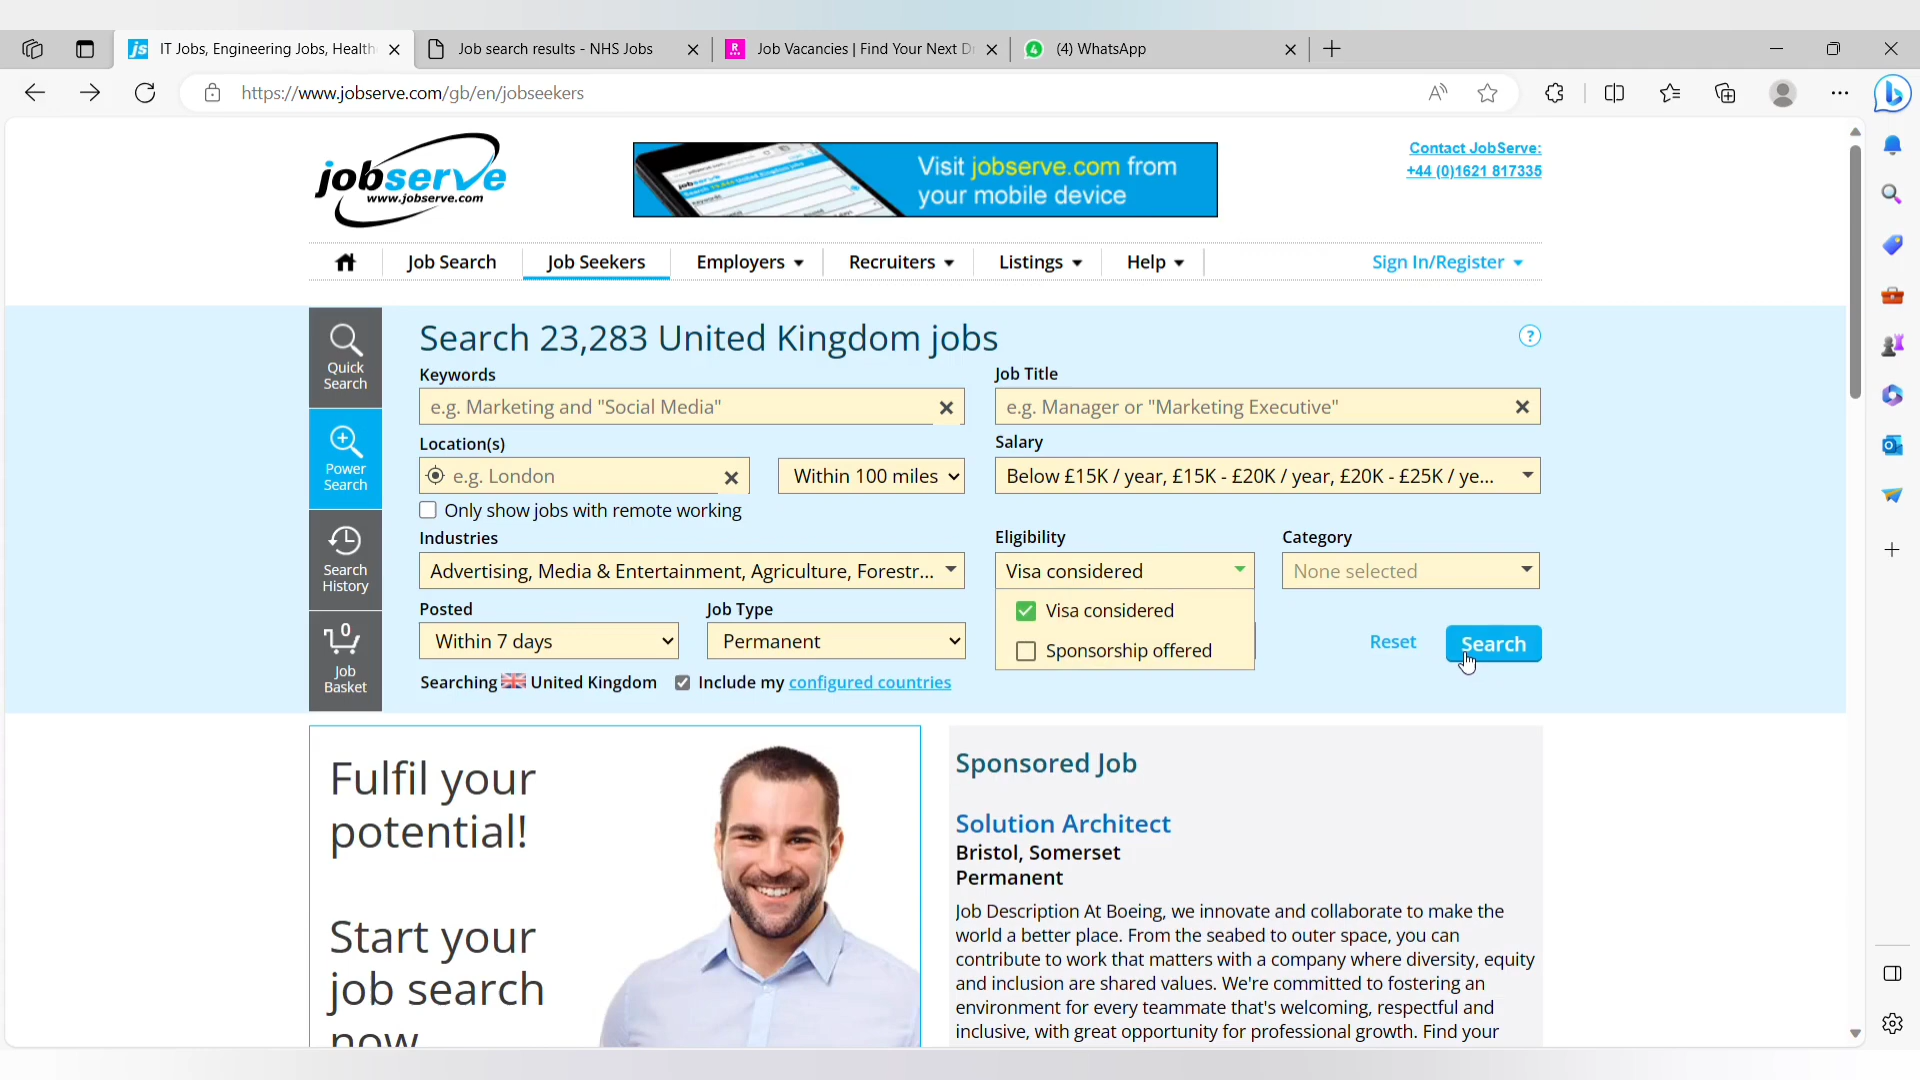 IT Jobs, Engineering Jobs, Health
Job search results - NHS Jobs
R.
Job Vacancies | Find Your Next D
4
(4) WhatsApp
https://www.jobserve.com/gb/en/jobseekers
jobserve
www.jobserve.com
Visit jobserve.com from
your mobile device
Contact JobServe:
+44 (0)1621 817335
Job Search
Job Seekers
Employers
Recruiters
Listings
Help
Sign In/Register
Quick
Search
Power
Search
Search
History
0
Job
Basket
Search 23,283 United Kingdom jobs
?
Keywords
Job Title
e.g. Marketing and "Social Media"
e.g. Manager or "Marketing Executive"
Location(s)
Salary
e.g. London
Within 100 miles
Below £15K / year, £15K - £20K / year, £20K - £25K / ye...
Only show jobs with remote working
Industries
Eligibility
Category
Advertising, Media & Entertainment, Agriculture, Forestr...
Visa considered
None selected
Posted
Job Type
Visa considered
Within 7 days
Permanent
Sponsorship offered
Reset
Search
Searching United Kingdom
Include my configured countries
Fulfil your
potential!
Start your
job search
now
Sponsored Job
Solution Architect
Bristol, Somerset
Permanent
Job Description At Boeing, we innovate and collaborate to make the
world a better place. From the seabed to outer space, you can
contribute to work that matters with a company where diversity, equity
and inclusion are shared values. We're committed to fostering an
environment for every teammate that's welcoming, respectful and
inclusive, with great opportunity for professional growth. Find your